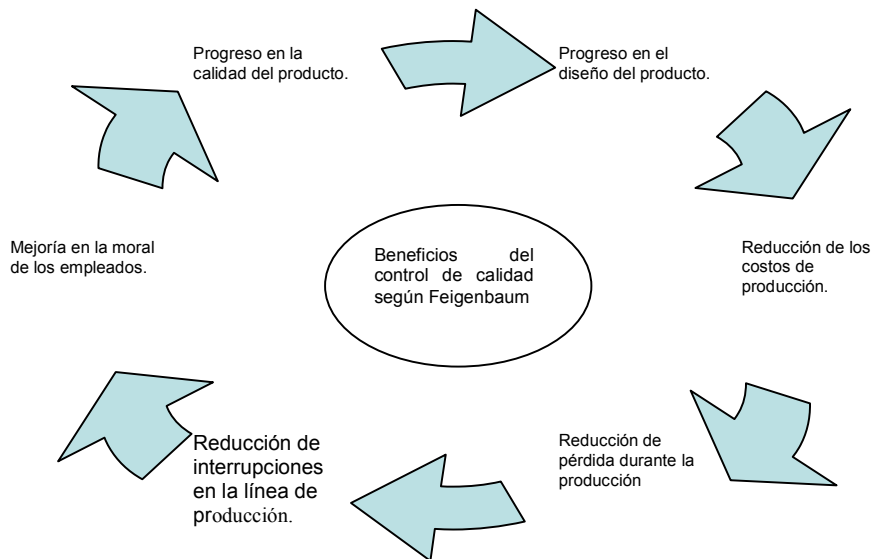 Progreso en la
calidad del producto.
Progreso en el
diseño del producto.
Reducción de los
costos de
producción.
Reducción de
pérdida durante la
producción
Reducción de
interrupciones
en la línea de
producción.
Mejoría en la moral
de los empleados.
Beneficios del
control de calidad
según Feigenbaum